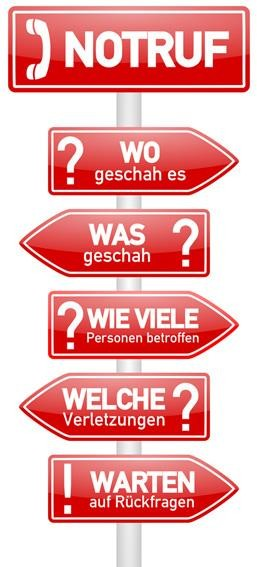 NOTRUF
? WO
geschah es
WAS ?
geschah
? WIE VIELE
Personen betroffen
WELCHE ?
Verletzungen
! WARTEN
auf Rückfragen